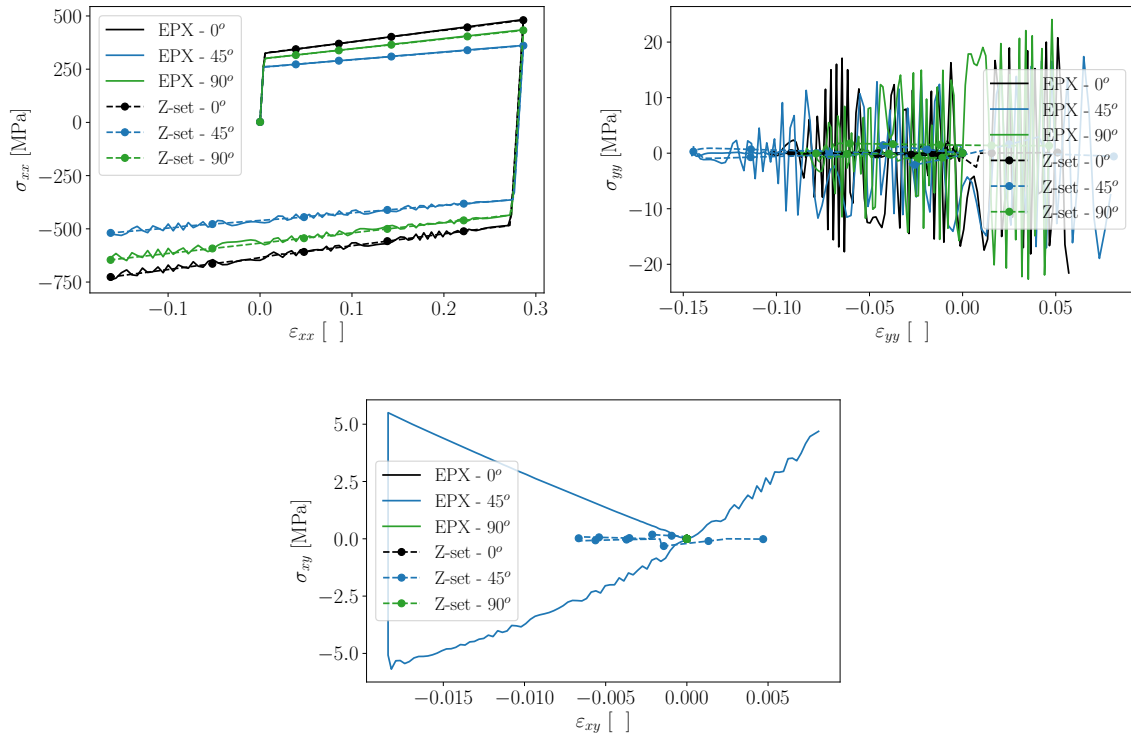 σxx [MPa]
500
250
0
−250
−500
−750
EPX - 0º
EPX - 45º
EPX - 90º
Z-set - 0º
Z-set - 45º
Z-set - 90º
−0.1
0.0
0.1
0.2
0.3
εxx [ ]
σyy [MPa]
20
10
0
−10
−20
EPX - 0º
EPX - 45º
EPX - 90º
Z-set - 0º
Z-set - 45º
Z-set - 90º
−0.15
−0.10
−0.05
0.00
0.05
εyy [ ]
σxy [MPa]
5.0
2.5
0.0
−2.5
−5.0
EPX - 0º
EPX - 45º
EPX - 90º
Z-set - 0º
Z-set - 45º
Z-set - 90º
−0.015
−0.010
−0.005
0.000
0.005
εxy [ ]